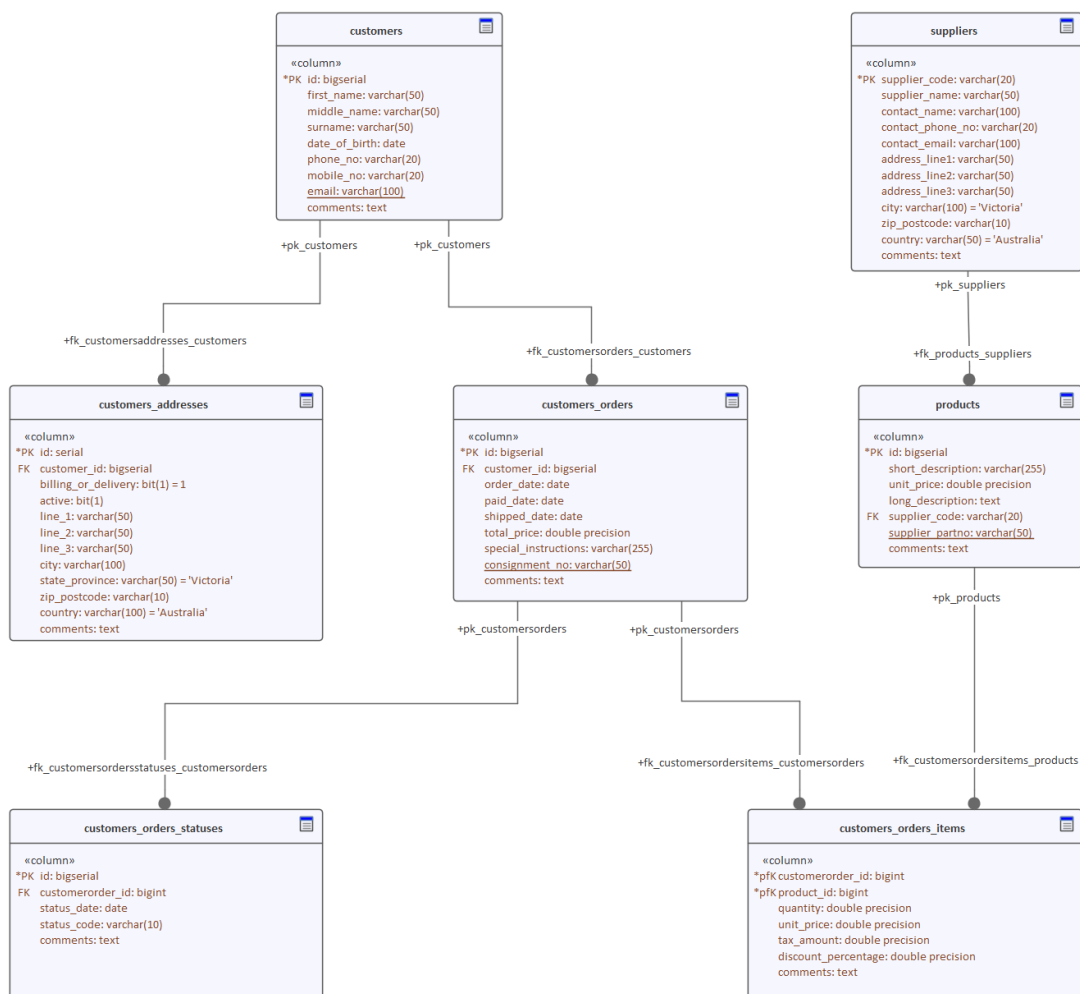 customers
«column»
*PK id: bigserial
first_name: varchar(50)
middle_name: varchar(50)
surname: varchar(50)
date_of_birth: date
phone_no: varchar(20)
mobile_no: varchar(20)
email: varchar(100)
comments: text
suppliers
«column»
*PK supplier_code: varchar(20)
supplier_name: varchar(50)
contact_name: varchar(100)
contact_phone_no: varchar(20)
contact_email: varchar(100)
address_line1: varchar(50)
address_line2: varchar(50)
address_line3: varchar(50)
city: varchar(100) = 'Victoria'
zip_postcode: varchar(10)
country: varchar(50) = 'Australia'
comments: text
+pk_customers
+pk_customers
+pk_suppliers
+fk_customersaddresses_customers
+fk_customersorders_customers
+fk_products_suppliers
customers_addresses
«column»
*PK id: serial
FK customer_id: bigserial
billing_or_delivery: bit(1) = 1
active: bit(1)
line_1: varchar(50)
line_2: varchar(50)
line_3: varchar(50)
city: varchar(100)
state_province: varchar(50) = 'Victoria'
zip_postcode: varchar(10)
country: varchar(100) = 'Australia'
comments: text
customers_orders
«column»
*PK id: bigserial
FK customer_id: bigserial
order_date: date
paid_date: date
shipped_date: date
total_price: double precision
special_instructions: varchar(255)
consignment_no: varchar(50)
comments: text
products
«column»
*PK id: bigserial
short_description: varchar(255)
unit_price: double precision
long_description: text
FK supplier_code: varchar(20)
supplier_partno: varchar(50)
comments: text
+pk_customersorders
+pk_customersorders
+pk_products
+fk_customersordersstatuses_customersorders
+fk_customersordersitems_customersorders
+fk_customersordersitems_products
customers_orders_statuses
«column»
*PK id: bigserial
FK customerorder_id: bigint
status_date: date
status_code: varchar(10)
comments: text
customers_orders_items
«column»
*pfK customerorder_id: bigint
*pfK product_id: bigint
quantity: double precision
unit_price: double precision
tax_amount: double precision
discount_percentage: double precision
comments: text